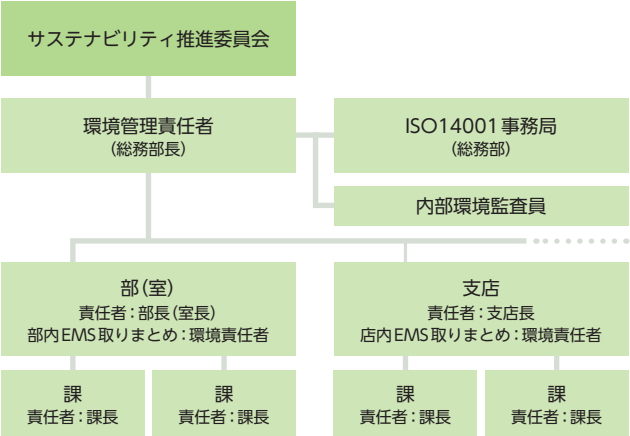 サステナビリティ推進委員会
環境管理責任者
(総務部長)
ISO14001事務局
(総務部)
内部環境監査員
部(室)
責任者:部長(室長)
部内EMS取りまとめ:環境責任者
支店
責任者:支店長
店内EMS取りまとめ:環境責任者
課
責任者:課長
課
責任者:課長
課
責任者:課長
課
責任者:課長